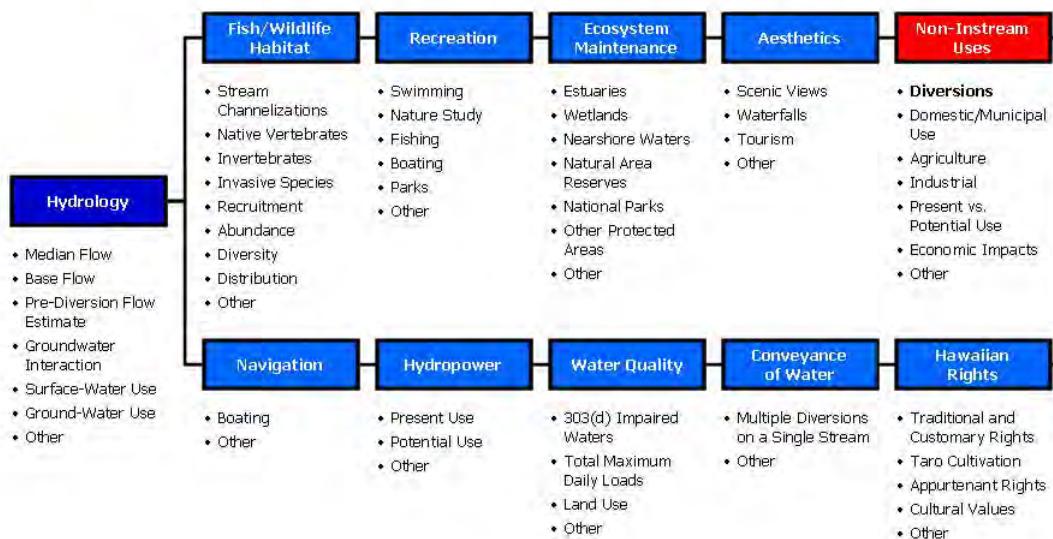 Hydrology
• Median Flow
• Base Flow
• Pre-Diversion Flow
Estimate
• Groundwater
Interaction
• Surface-Water Use
• Ground-Water Use
• Other
Fish/Wildlife
Habitat
• Stream
Channelizations
• Native Vertebrates
• Invertebrates
• Invasive Species
• Recruitment
• Abundance
• Diversity
• Distribution
• Other
Recreation
• Swimming
• Nature Study
• Fishing
• Boating
• Parks
• Other
Ecosystem
Maintenance
• Estuaries
• Wetlands
• Nearshore Waters
• Natural Area
Reserves
• National Parks
• Other Protected
Areas
• Other
Aesthetics
• Scenic Views
• Waterfalls
• Tourism
• Other
Non-Instream
Uses
• Diversions
• Domestic/Municipal
Use
• Agriculture
• Industrial
• Present vs.
Potential Use
• Economic Impacts
• Other
Navigation
• Boating
• Other
Hydropower
• Present Use
• Potential Use
• Other
Water Quality
• 303(d) Impaired
Waters
• Total Maximum
Daily Loads
• Land Use
• Other
Conveyance
of Water
• Multiple Diversions
on a Single Stream
• Other
Hawaiian
Rights
• Traditional and
Customary Rights
• Taro Cultivation
• Appurtenant Rights
• Cultural Values
• Other